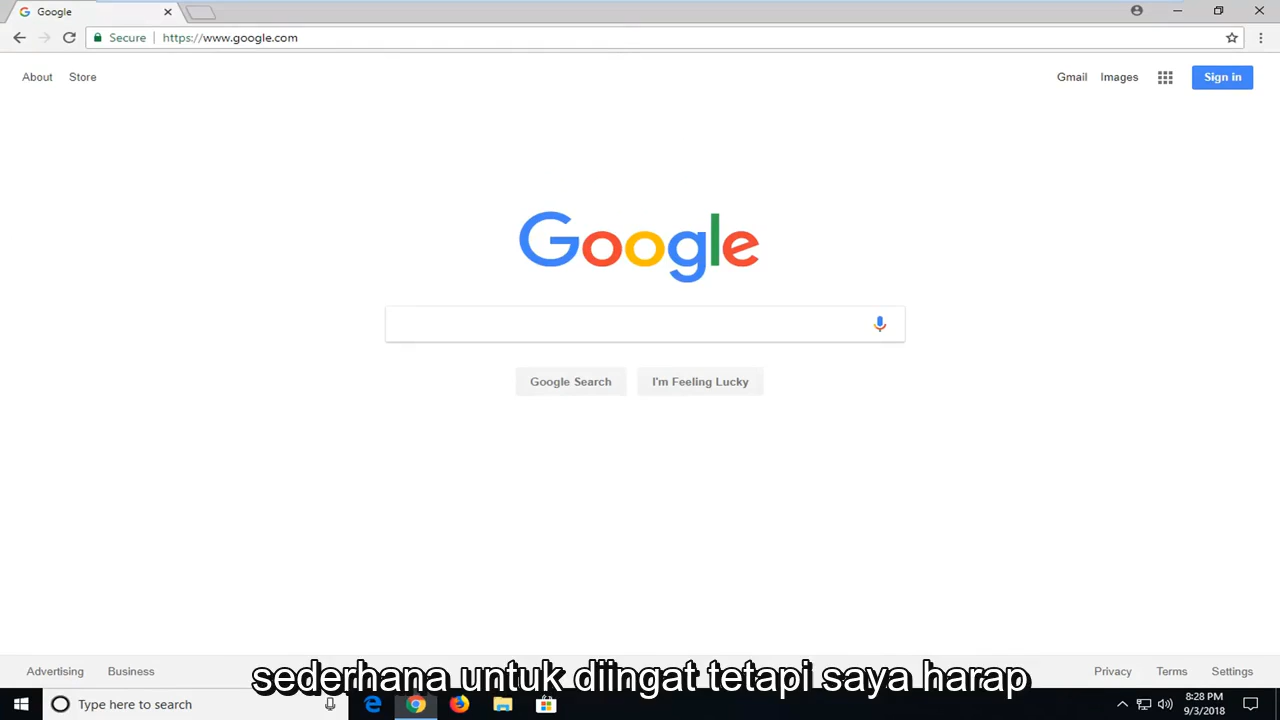 Google
Secure https://www.google.com
About Store
Gmail Images Sign in
Google
Google Search I'm Feeling Lucky
Advertising Business
Privacy Terms Settings
sederhana untuk diingat tetapi saya harap
Type here to search
8:28 PM
9/3/2018